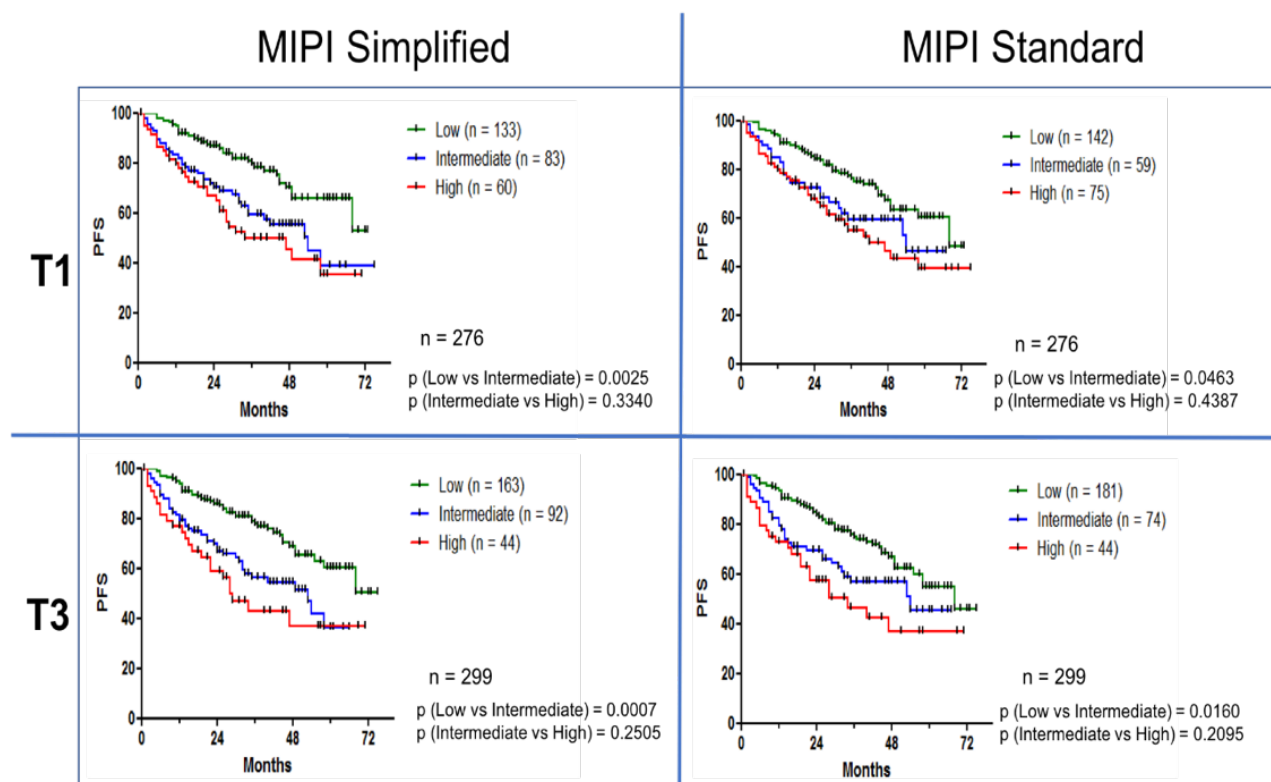 MIPI Simplified
MIPI Standard
T1
100
80
60
40
20
0
PFS
0 24 48 72
Months
Low (n = 133)
Intermediate (n = 83)
High (n = 60)
n = 276
p (Low vs Intermediate) = 0.0025
p (Intermediate vs High) = 0.3340
100
80
60
40
20
0
PFS
0 24 48 72
Months
Low (n = 142)
Intermediate (n = 59)
High (n = 75)
n = 276
p (Low vs Intermediate) = 0.0463
p (Intermediate vs High) = 0.4387
T3
100
80
60
40
20
0
PFS
0 24 48 72
Months
Low (n = 163)
Intermediate (n = 92)
High (n = 44)
n = 299
p (Low vs Intermediate) = 0.0007
p (Intermediate vs High) = 0.2505
100
80
60
40
20
0
PFS
0 24 48 72
Months
Low (n = 181)
Intermediate (n = 74)
High (n = 44)
n = 299
p (Low vs Intermediate) = 0.0160
p (Intermediate vs High) = 0.2095